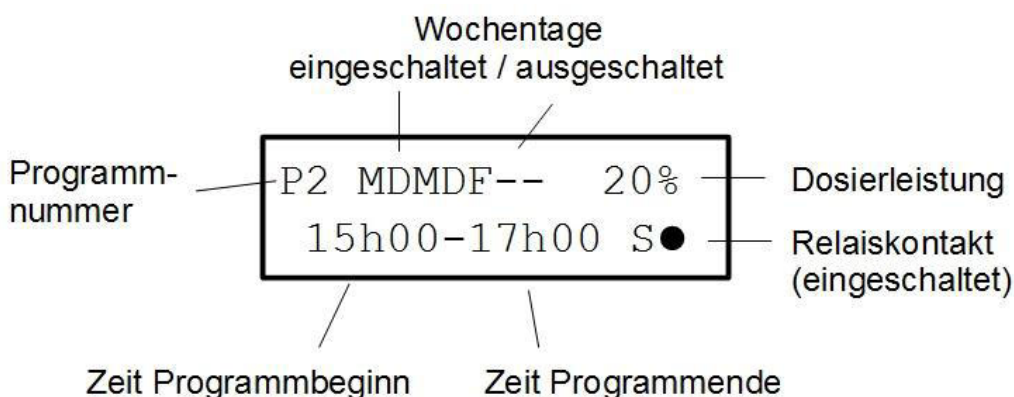 Wochentage
eingeschaltet / ausgeschaltet
Programm-
nummer
P2 MDMDF-- 20%
15h00-17h00 S●
Dosierleistung
Relaiskontakt
(eingeschaltet)
Zeit Programmbeginn
Zeit Programmende